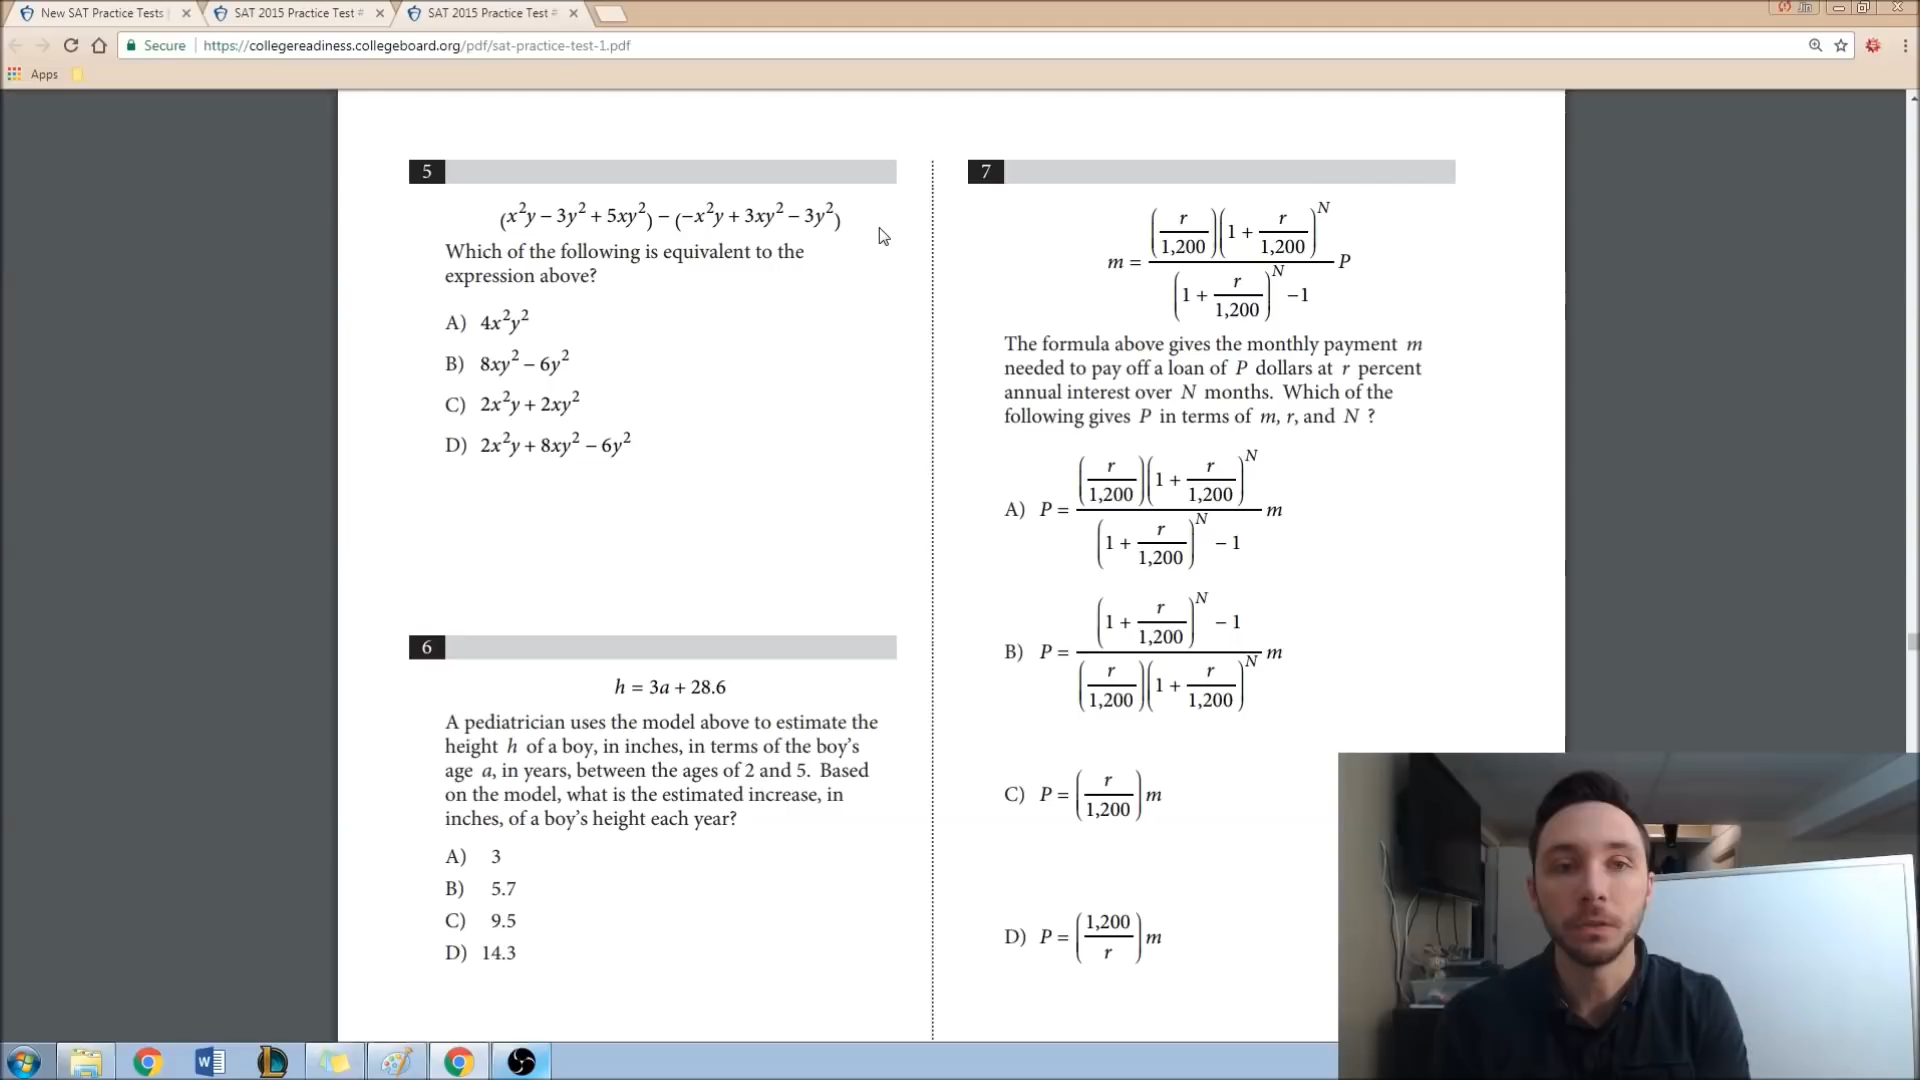 New SAT Practice Tests
SAT 2015 Practice Test #
SAT 2015 Practice Test #
Jin
Secure
https://collegereadiness.collegeboard.org/pdf/sat-practice-test-1.pdf
Apps
5
(x²y − 3y² + 5xy²) − (−x²y + 3xy² − 3y²)
Which of the following is equivalent to the
expression above?
A) 4x²y²
B) 8xy² − 6y²
C) 2x²y + 2xy²
D) 2x²y + 8xy² − 6y²
6
h = 3a + 28.6
A pediatrician uses the model above to estimate the
height h of a boy, in inches, in terms of the boy's
age a, in years, between the ages of 2 and 5. Based
on the model, what is the estimated increase, in
inches, of a boy's height each year?
A) 3
B) 5.7
C) 9.5
D) 14.3
7
m = ((r/1,200)(1 + r/1,200)^N) / ((1 + r/1,200)^N − 1) P
The formula above gives the monthly payment m
needed to pay off a loan of P dollars at r percent
annual interest over N months. Which of the
following gives P in terms of m, r, and N ?
A) P = ((r/1,200)(1 + r/1,200)^N) / ((1 + r/1,200)^N − 1) m
B) P = ((1 + r/1,200)^N − 1) / ((r/1,200)(1 + r/1,200)^N) m
C) P = (r/1,200) m
D) P = (1,200/r) m
W